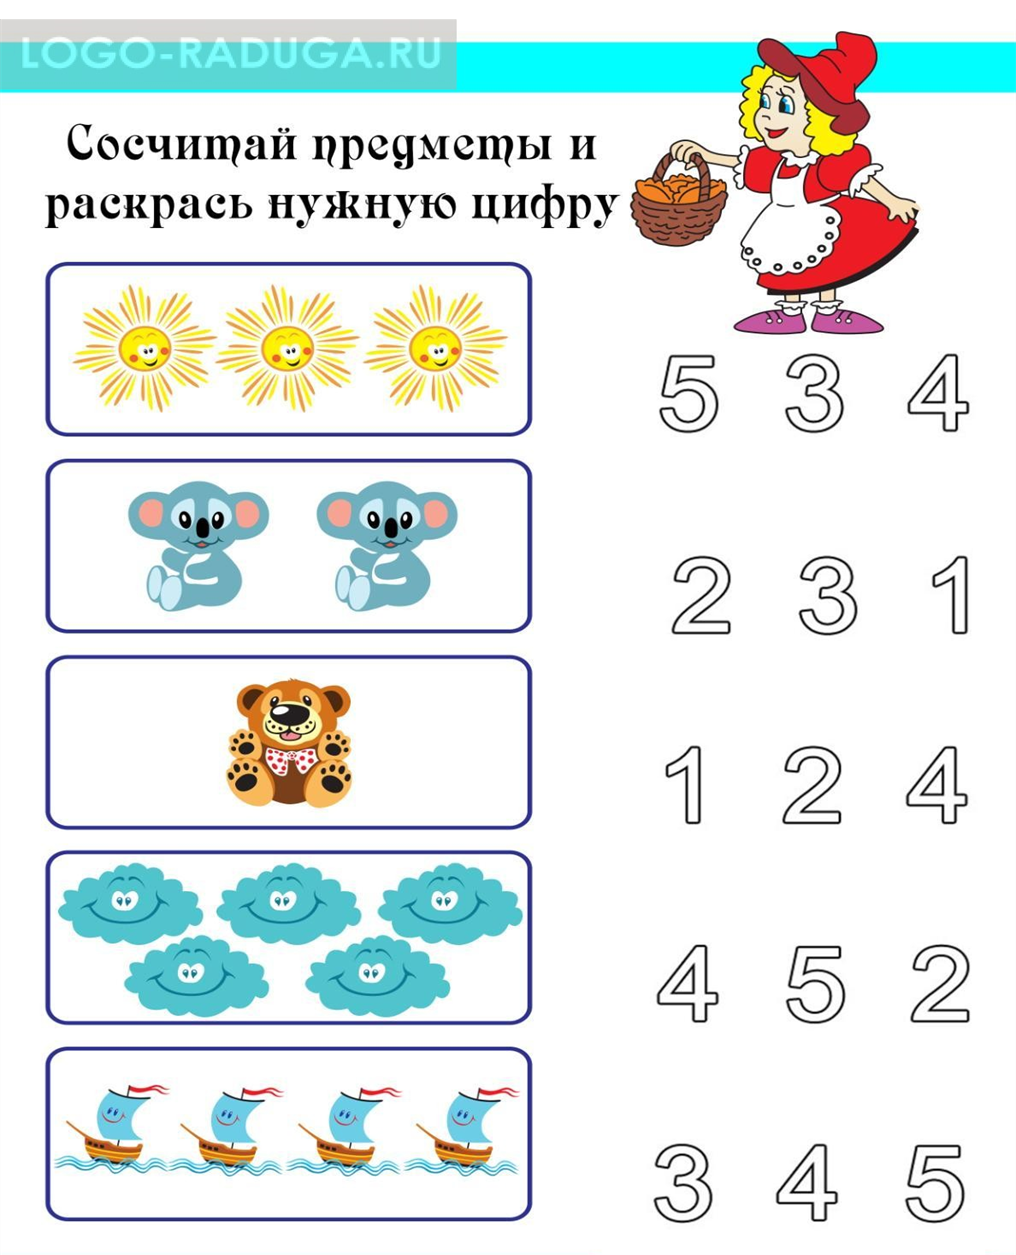 LOGO-RADUGA.RU
Сосчитай предметы и
раскрась нужную цифру
5 3 4
2 3 1
1 2 4
4 5 2
3 4 5